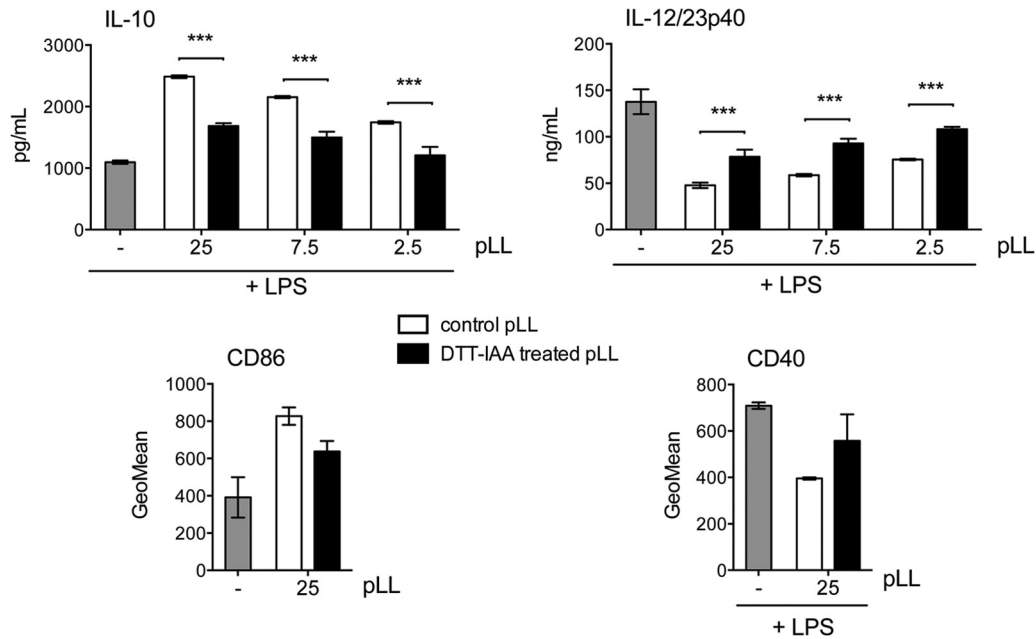 IL-10
pg/mL
3000
2000
1000
0
***
***
***
-
25
7.5
2.5
pLL
+ LPS
IL-12/23p40
ng/mL
200
150
100
50
0
***
***
***
-
25
7.5
2.5
pLL
+ LPS
control pLL
DTT-IAA treated pLL
CD86
GeoMean
1000
800
600
400
200
0
-
25
pLL
CD40
GeoMean
800
600
400
200
0
-
25
pLL
+ LPS